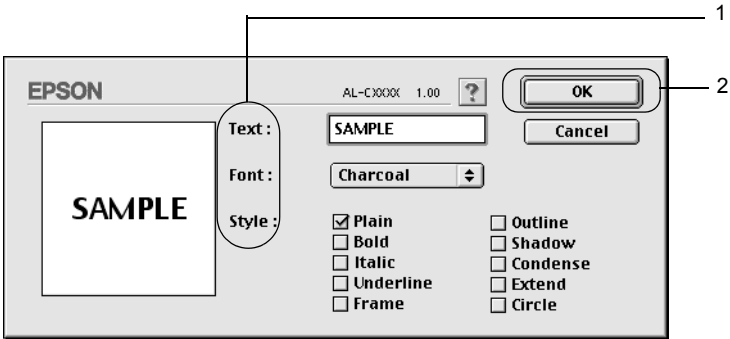 1
EPSON
AL-CXXXX 1.00 ?
OK
2
SAMPLE
Text :
SAMPLE
Cancel
Font :
Charcoal
Style :
Plain
Bold
Italic
Underline
Frame
Outline
Shadow
Condense
Extend
Circle